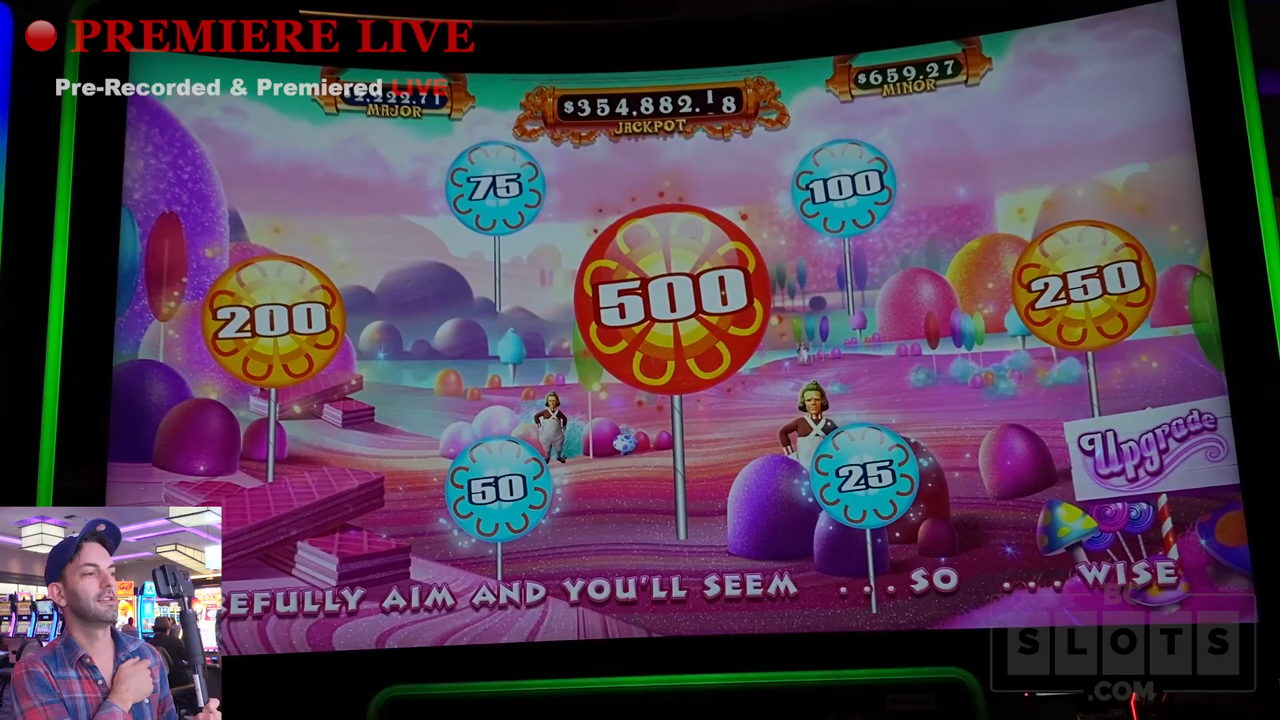 PREMIERE LIVE
Pre-Recorded & Premiered LIVE
MAJOR
$354,882.18
JACKPOT
$659.27
MINOR
75
100
200
500
250
Upgrade
50
25
EFULLY AIM AND YOU'LL SEEM ... SO ... WISE
BC
SLOTS
.COM